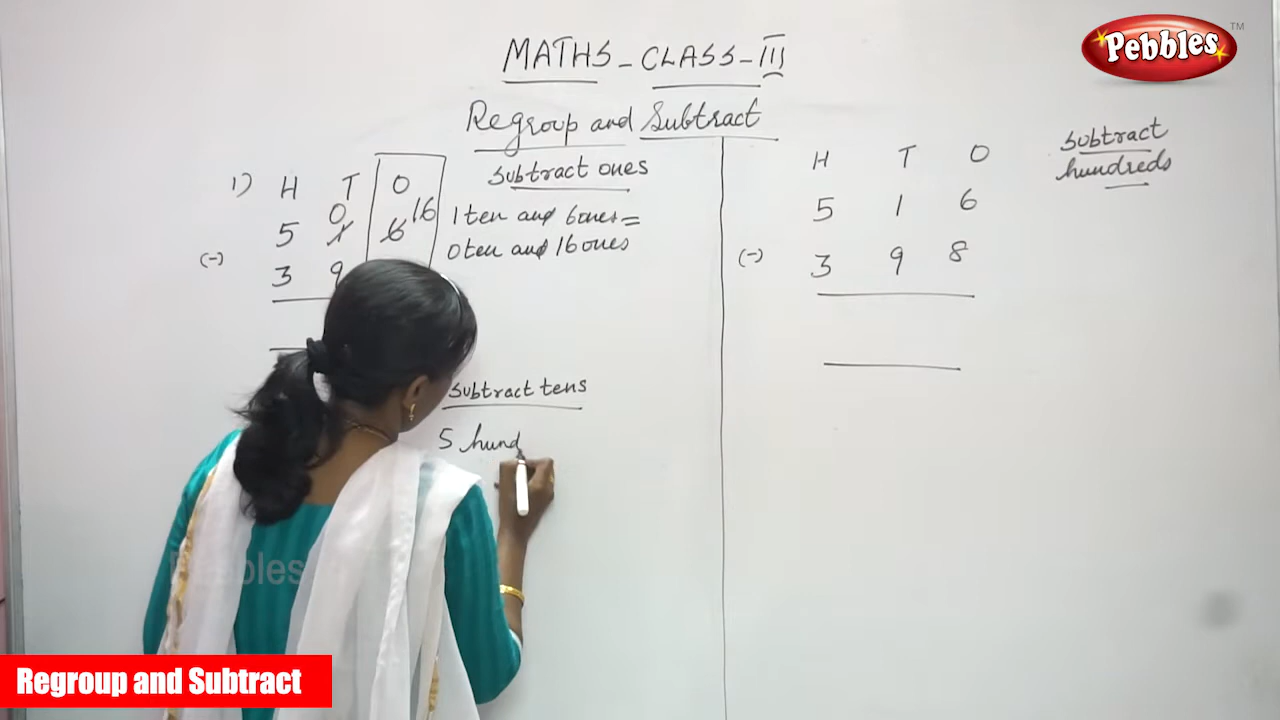 Pebbles TM
MATHS - CLASS - III
Regroup and Subtract
1) H T O
0 16
5 1 6
(-)
3 9
Subtract ones
1 ten and 6 ones =
0 ten and 16 ones
Subtract tens
5 hund
H T O
5 1 6
(-) 3 9 8
Subtract
hundreds
Pebbles
Regroup and Subtract